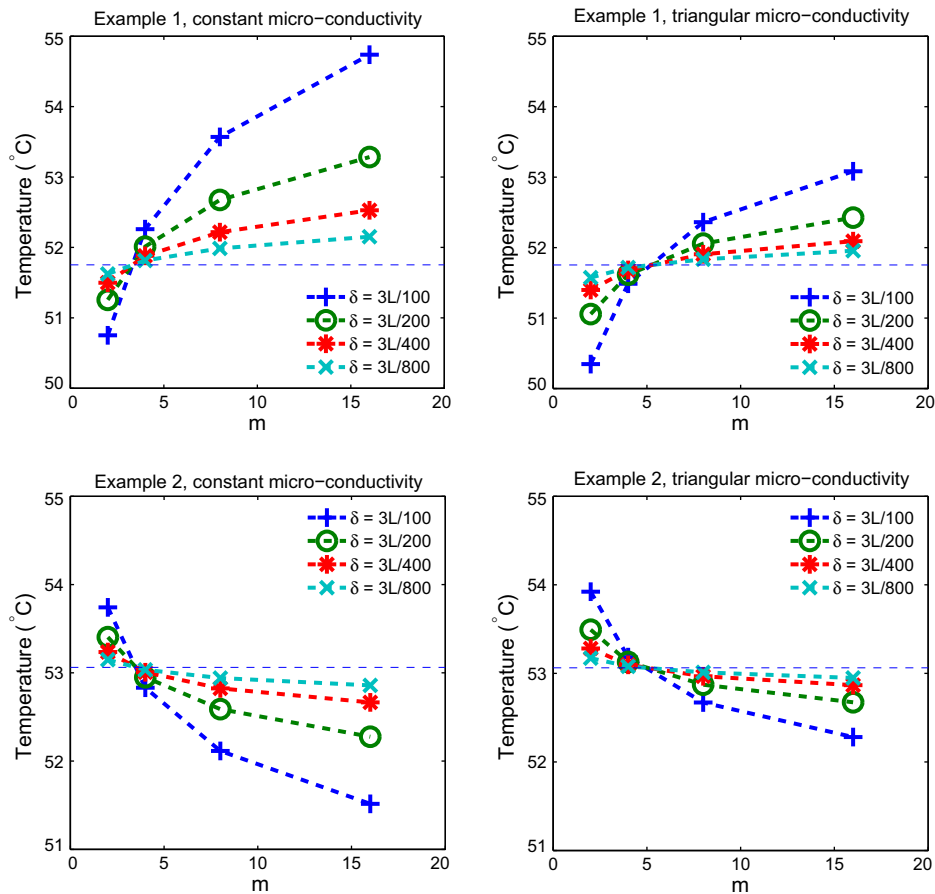 Example 1, constant micro−conductivity
55
54
53
52
51
50
Temperature (°C)
0
5
10
15
20
m
δ = 3L/100
δ = 3L/200
δ = 3L/400
δ = 3L/800
Example 1, triangular micro−conductivity
55
54
53
52
51
50
Temperature (°C)
0
5
10
15
20
m
δ = 3L/100
δ = 3L/200
δ = 3L/400
δ = 3L/800
Example 2, constant micro−conductivity
55
54
53
52
51
Temperature (°C)
0
5
10
15
20
m
δ = 3L/100
δ = 3L/200
δ = 3L/400
δ = 3L/800
Example 2, triangular micro−conductivity
55
54
53
52
51
Temperature (°C)
0
5
10
15
20
m
δ = 3L/100
δ = 3L/200
δ = 3L/400
δ = 3L/800